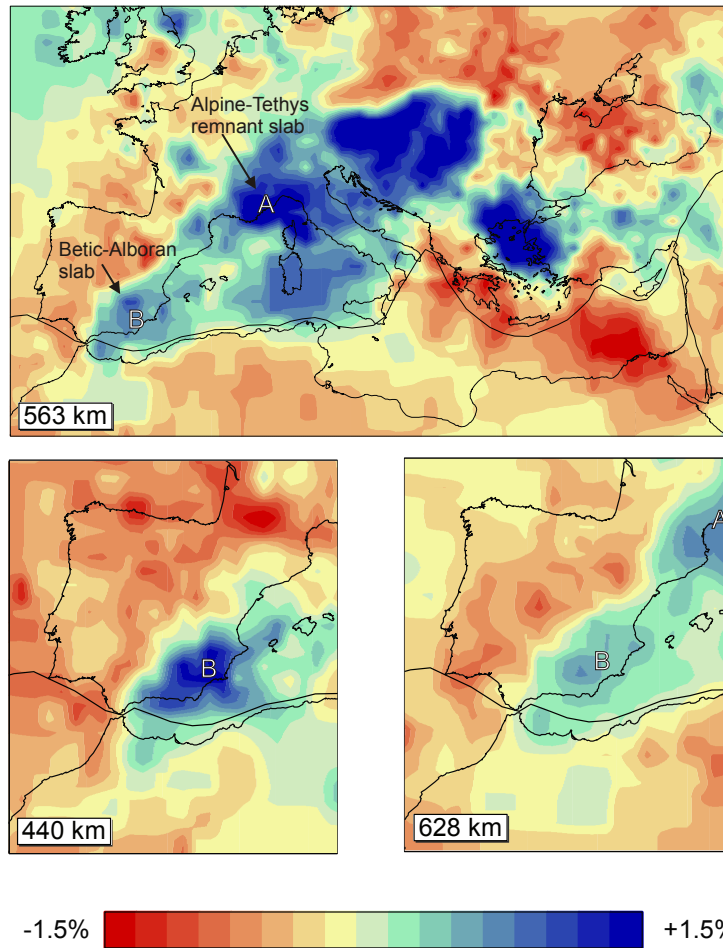 Alpine-Tethys
remnant slab
A
Betic-Alboran
slab
B
563 km
B
440 km
A
B
628 km
-1.5%
+1.5%